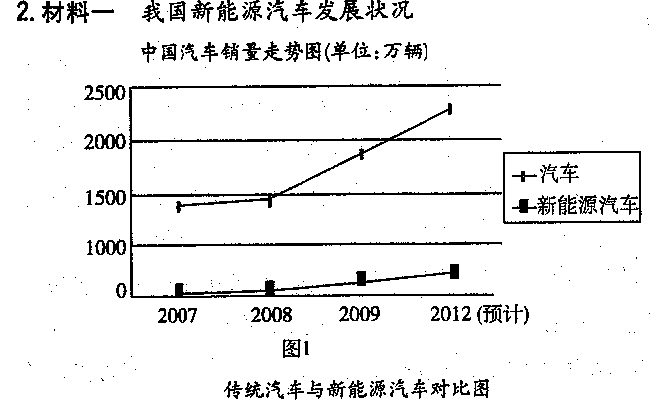 2.材料一 我国新能源汽车发展状况
中国汽车销量走势图(单位:万辆)
2500
2000
1500
1000
0
汽车
新能源汽车
2007 2008 2009 2012(预计)
图1
传统汽车与新能源汽车对比图